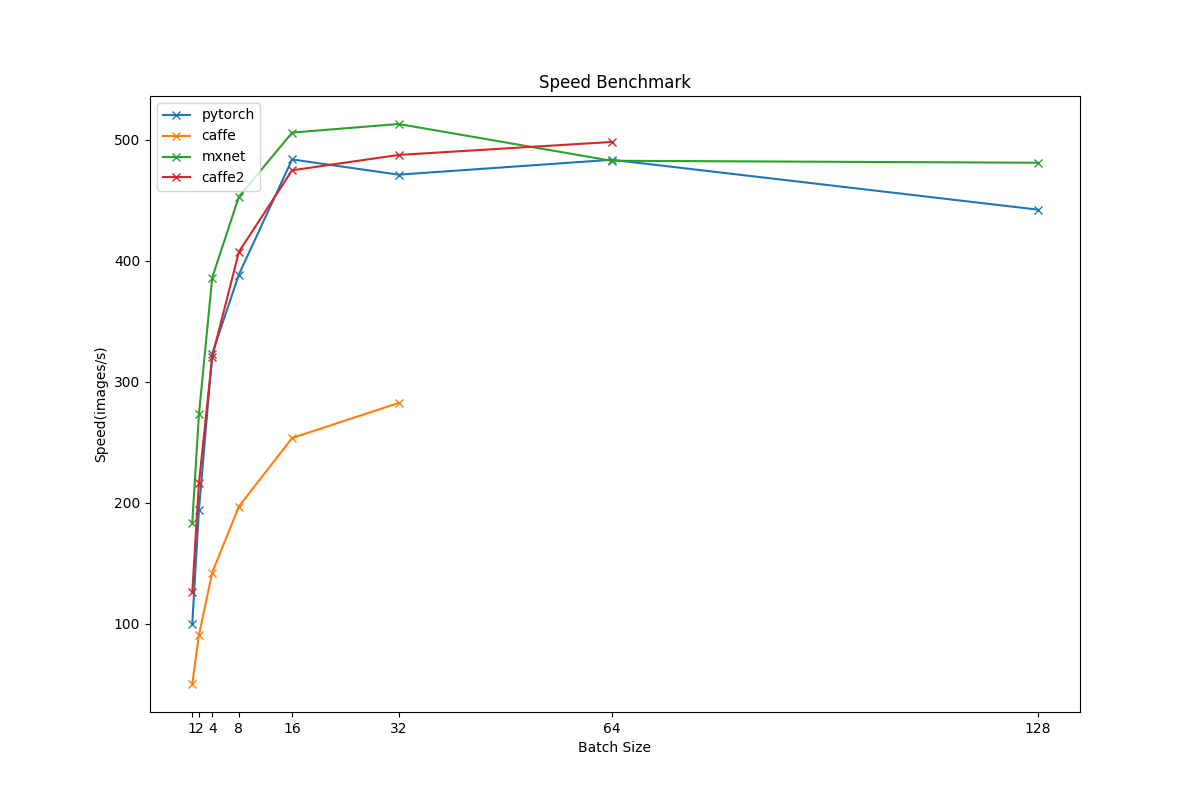 Speed Benchmark
pytorch
caffe
mxnet
caffe2
500
400
300
200
100
Speed(images/s)
1 2 4 8 16 32 64 128
Batch Size